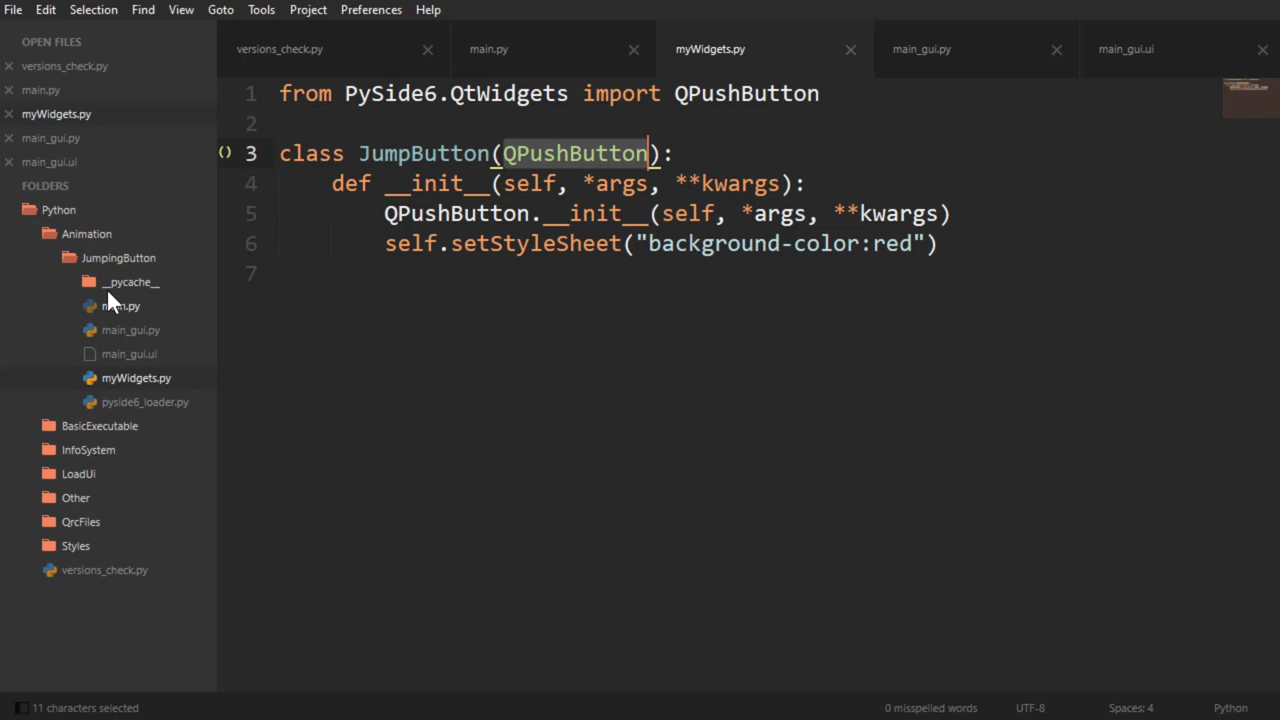 File Edit Selection Find View Goto Tools Project Preferences Help
OPEN FILES
versions_check.py
main.py
myWidgets.py
main_gui.py
main_gui.ui
FOLDERS
Python
Animation
JumpingButton
__pycache__
main_gui.py
main_gui.ui
myWidgets.py
pyside6_loader.py
BasicExecutable
InfoSystem
LoadUi
Other
QrcFiles
Styles
versions_check.py
versions_check.py main.py myWidgets.py main_gui.py main_gui.ui
1 from PySide6.QtWidgets import QPushButton
2
3 class JumpButton(QPushButton):
4 def __init__(self, *args, **kwargs):
5 QPushButton.__init__(self, *args, **kwargs)
6 self.setStyleSheet("background-color:red")
7
11 characters selected 0 misspelled words UTF-8 Spaces: 4 Python